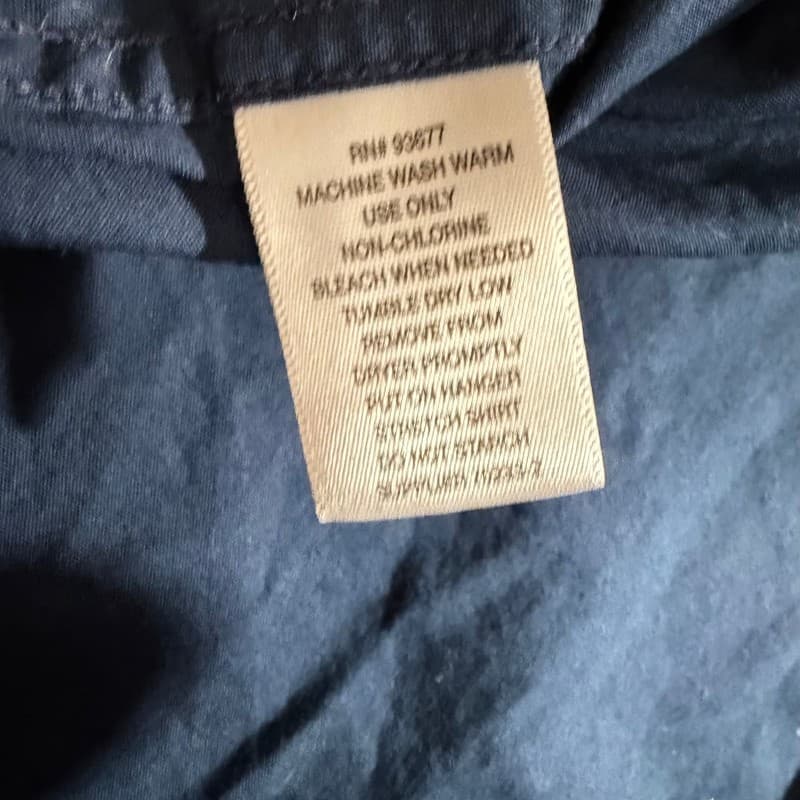 RN# 93677
MACHINE WASH WARM
USE ONLY
NON-CHLORINE
BLEACH WHEN NEEDED
TUMBLE DRY LOW
REMOVE FROM
DRYER PROMPTLY
PUT ON HANGER
STRETCH SHIRT
DO NOT STARCH
SUPPLIER